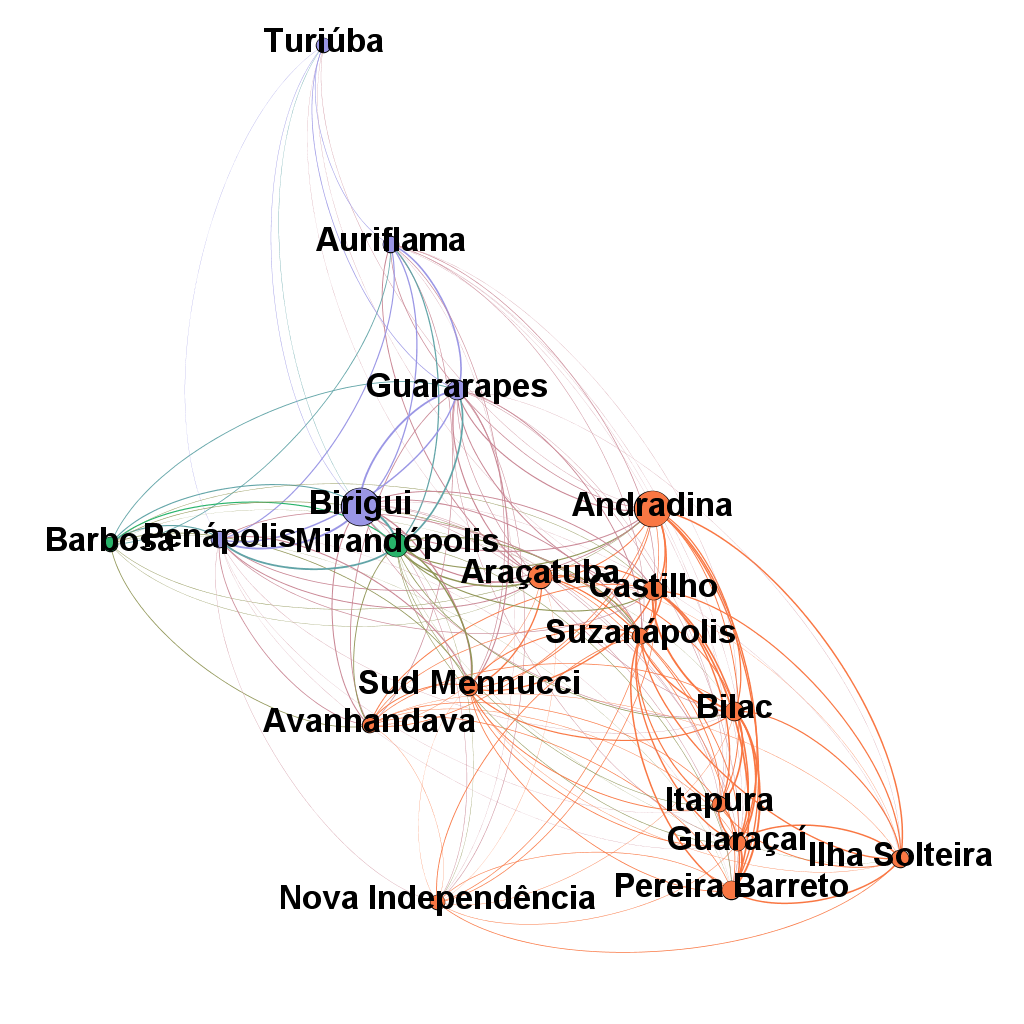 Turiúba
Auriflama
Guararapes
Birigui
Andradina
Barbosa
Penápolis
Mirandópolis
Araçatuba
Castilho
Suzanápolis
Sud Mennucci
Bilac
Avanhandava
Itapura
Guaraçaí
Ilha Solteira
Pereira Barreto
Nova Independência